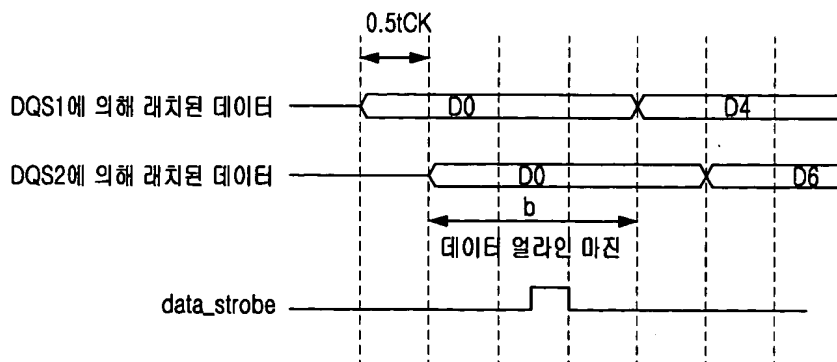 0.5tCK
DQS1에 의해 래치된 데이터 D0 D4
DQS2에 의해 래치된 데이터 D0 D6
b
데이터 얼라인 마진
data_strobe